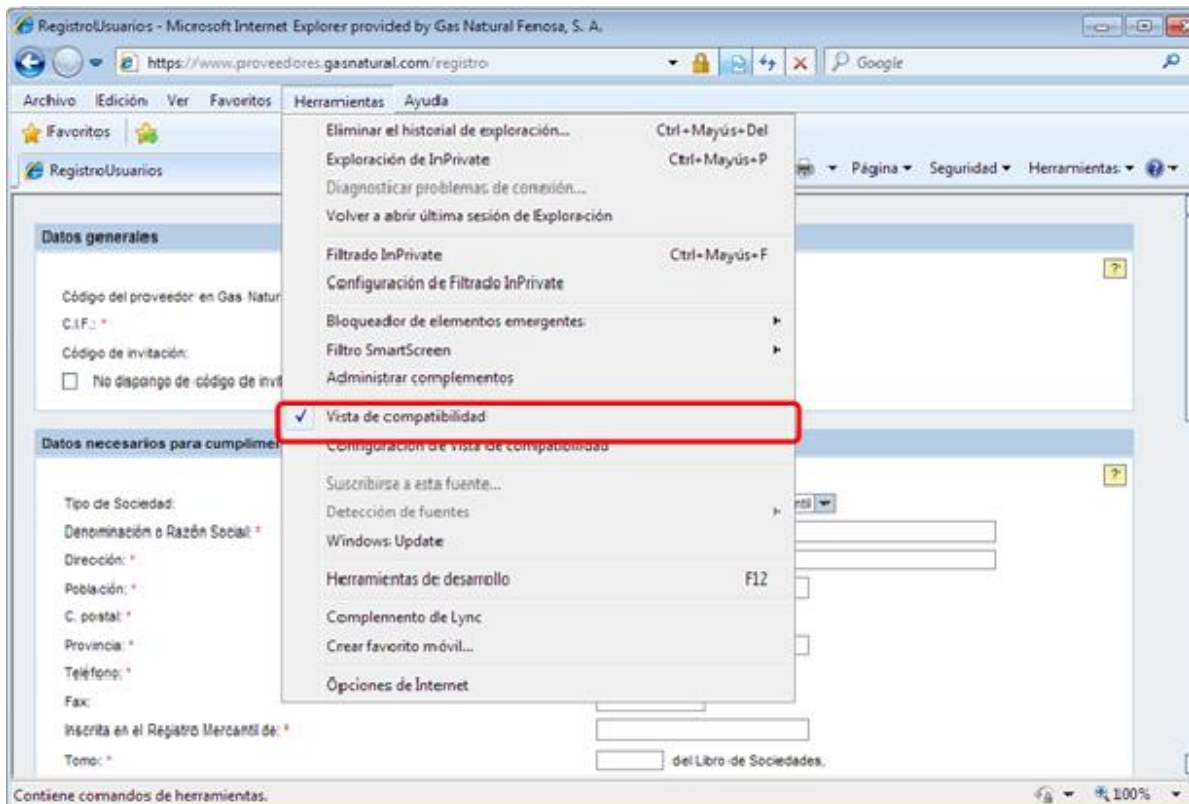 RegistroUsuarios - Microsoft Internet Explorer provided by Gas Natural Fenosa, S. A.
https://www.proveedores.gasnatural.com/registro
Google
Archivo Edición Ver Favoritos Herramientas Ayuda
Favoritos
RegistroUsuarios
Página Seguridad Herramientas
Eliminar el historial de exploración... Ctrl+Mayús+Del
Exploración de InPrivate Ctrl+Mayús+P
Diagnosticar problemas de conexión...
Volver a abrir última sesión de Exploración
Filtrado InPrivate Ctrl+Mayús+F
Configuración de Filtrado InPrivate
Bloqueador de elementos emergentes
Filtro SmartScreen
Administrar complementos
Vista de compatibilidad
Configuración de Vista de compatibilidad
Suscribirse a esta fuente...
Detección de fuentes
Windows Update
Herramientas de desarrollo F12
Complemento de Lync
Crear favorito móvil...
Opciones de Internet
Datos generales
?
Código del proveedor en Gas Natur
C.I.F.: *
Código de invitación:
No dispongo de código de invit
Datos necesarios para cumplimen
?
Tipo de Sociedad:
Denominación o Razón Social: *
Dirección: *
Población: *
C. postal: *
Provincia: *
Teléfono: *
Fax:
Inscrita en el Registro Mercantil de: *
Tomo: * del Libro de Sociedades,
Contiene comandos de herramientas.
100%